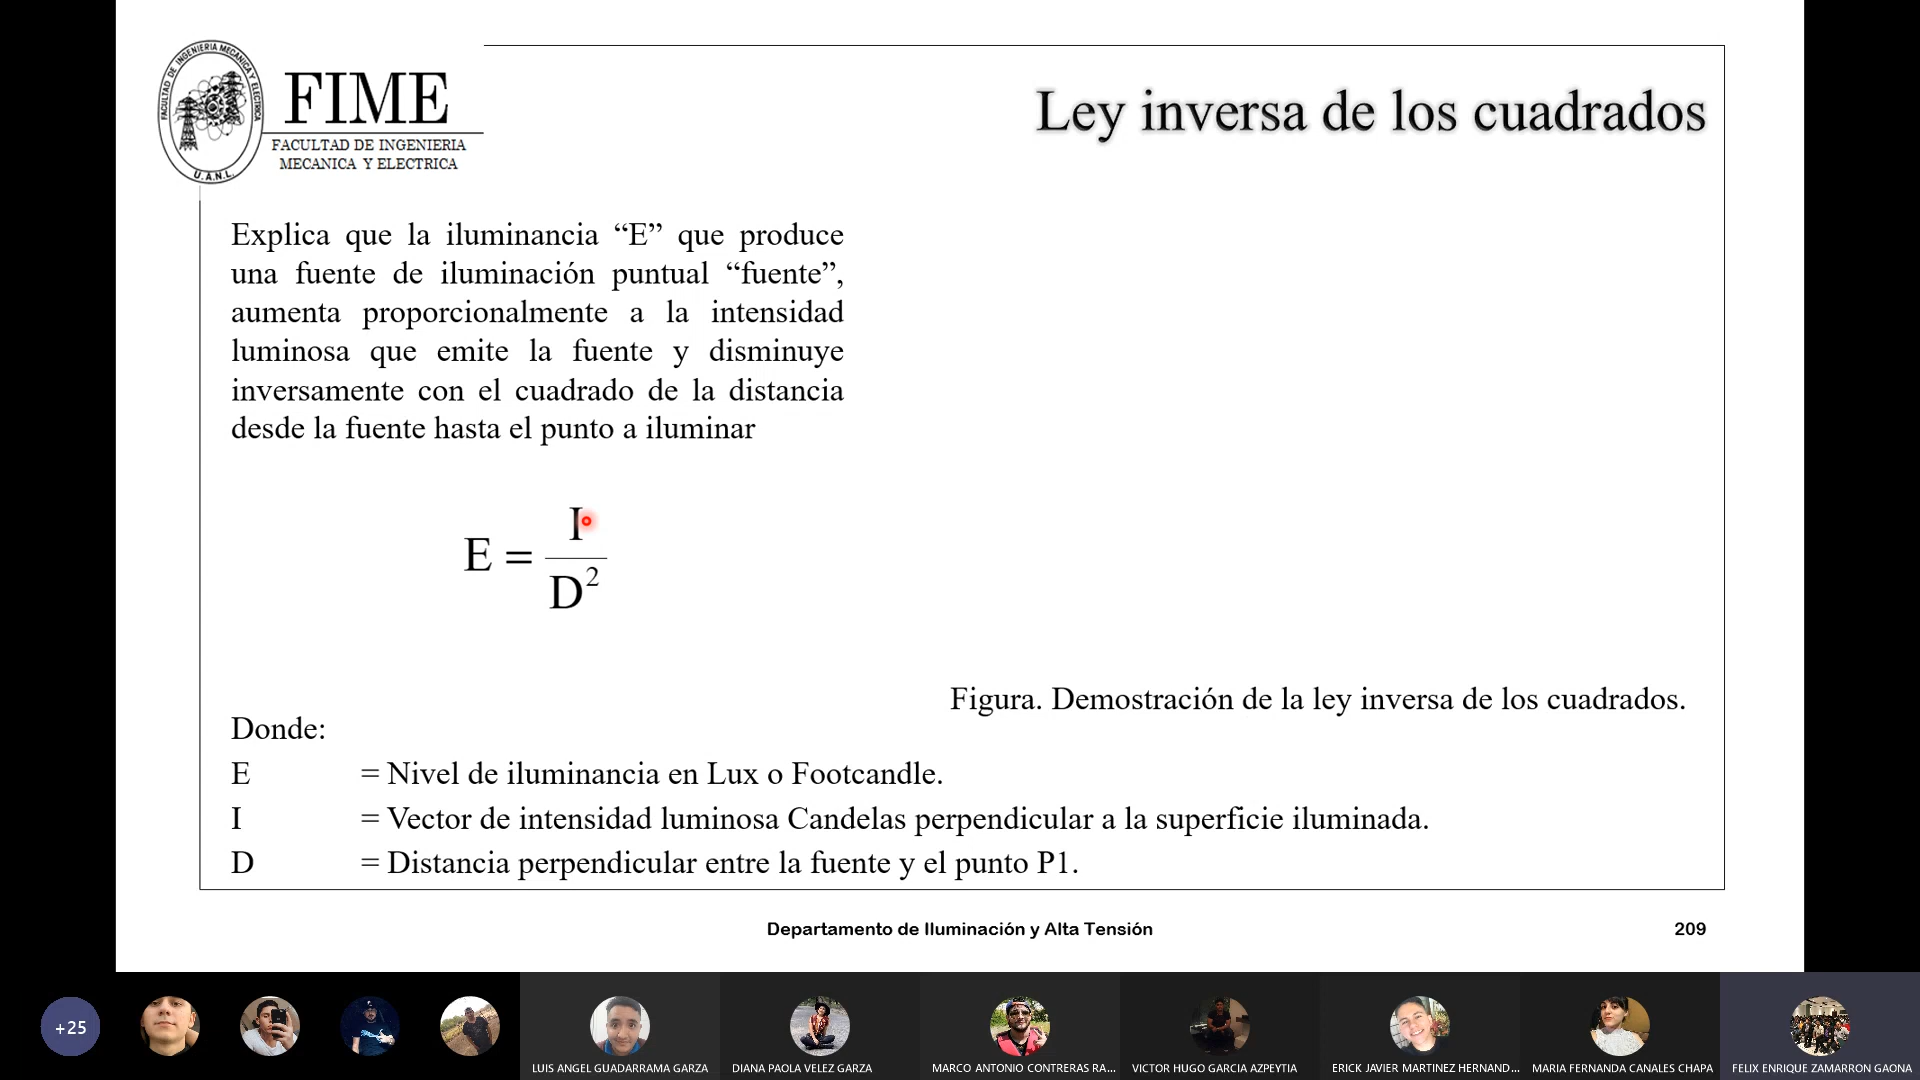 FACULTAD DE INGENIERIA MECANICA Y ELECTRICA
U.A.N.L.
FIME
FACULTAD DE INGENIERIA
MECANICA Y ELECTRICA
Ley inversa de los cuadrados
Explica que la iluminancia “E” que produce
una fuente de iluminación puntual “fuente”,
aumenta proporcionalmente a la intensidad
luminosa que emite la fuente y disminuye
inversamente con el cuadrado de la distancia
desde la fuente hasta el punto a iluminar
E = I / D²
Figura. Demostración de la ley inversa de los cuadrados.
Donde:
E = Nivel de iluminancia en Lux o Footcandle.
I = Vector de intensidad luminosa Candelas perpendicular a la superficie iluminada.
D = Distancia perpendicular entre la fuente y el punto P1.
Departamento de Iluminación y Alta Tensión
209
+25
LUIS ANGEL GUADARRAMA GARZA
DIANA PAOLA VELEZ GARZA
MARCO ANTONIO CONTRERAS RA...
VICTOR HUGO GARCIA AZPEYTIA
ERICK JAVIER MARTINEZ HERNAND...
MARIA FERNANDA CANALES CHAPA
FELIX ENRIQUE ZAMARRON GAONA